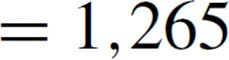 = 1,265